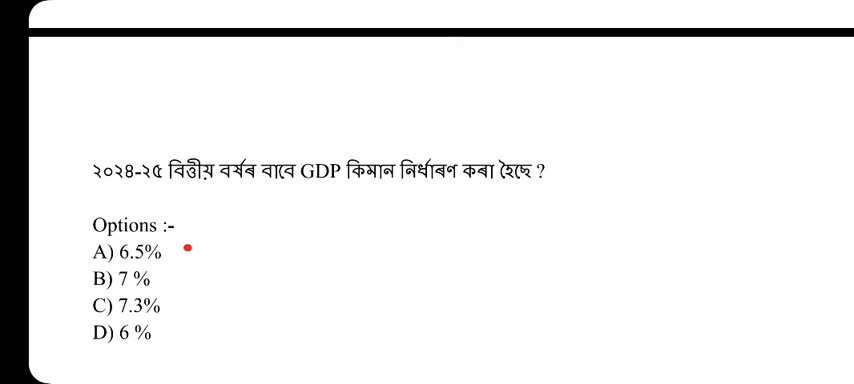 ২০২৪-২৫ বিত্তীয় বৰ্ষৰ বাবে GDP কিমান নিৰ্ধাৰণ কৰা হৈছে ?
Options :-
A) 6.5%
B) 7 %
C) 7.3%
D) 6 %